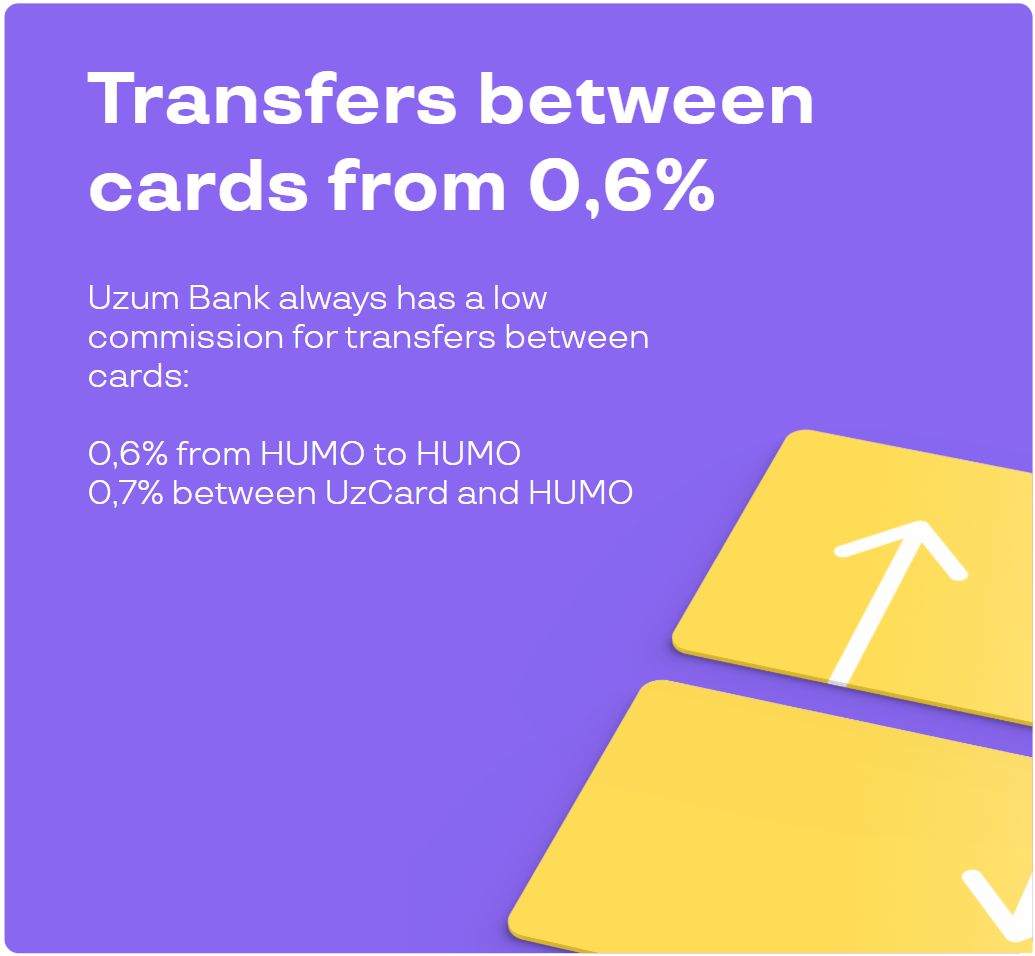 Transfers between
cards from 0,6%
Uzum Bank always has a low
commission for transfers between
cards:
0,6% from HUMO to HUMO
0,7% between UzCard and HUMO